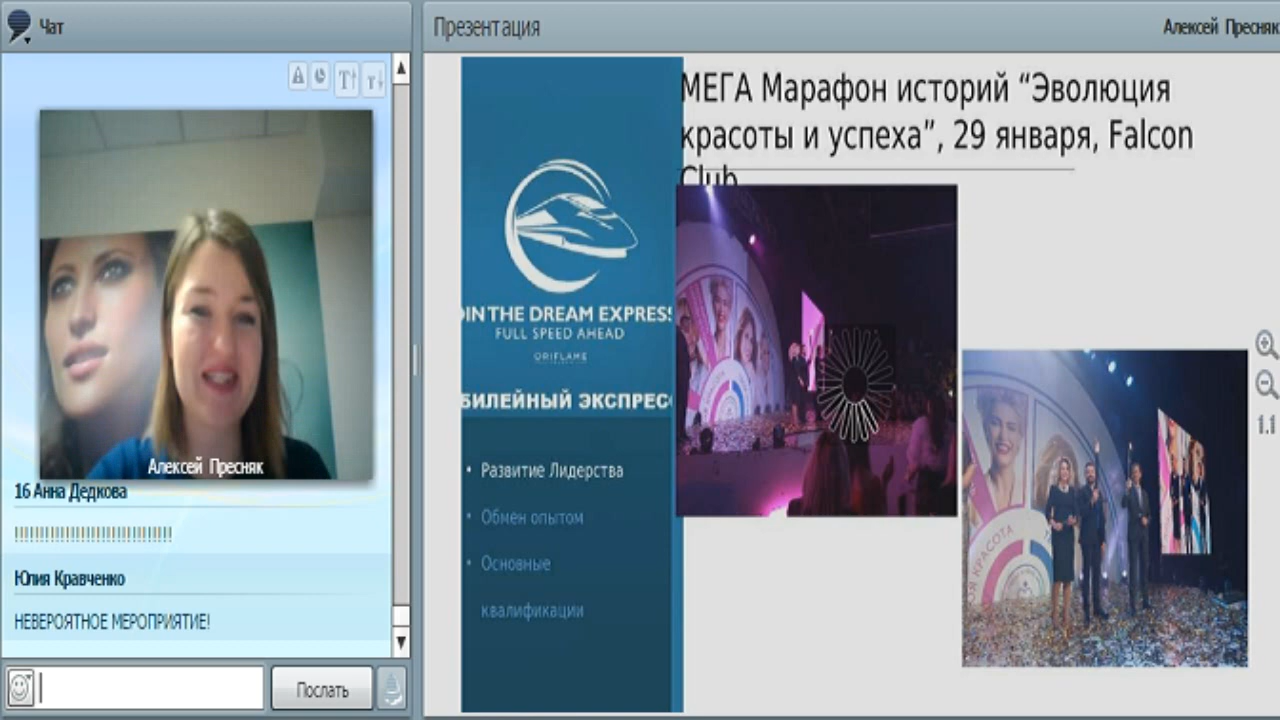 Чат
Алексей Пресняк
16 Анна Дедкова
!!!!!!!!!!!!!!!!!!!!!!!!!!!!!!!!
Юлия Кравченко
НЕВЕРОЯТНОЕ МЕРОПРИЯТИЕ!
Послать
Презентация
Алексей Пресняк
МЕГА Марафон историй “Эволюция
красоты и успеха”, 29 января, Falcon
Club
OIN THE DREAM EXPRESS
FULL SPEED AHEAD
ORIFLAME
БИЛЕЙНЫЙ ЭКСПРЕСС
• Развитие Лидерства
• Обмен опытом
• Основные
квалификации
КРАСОТА
1.1